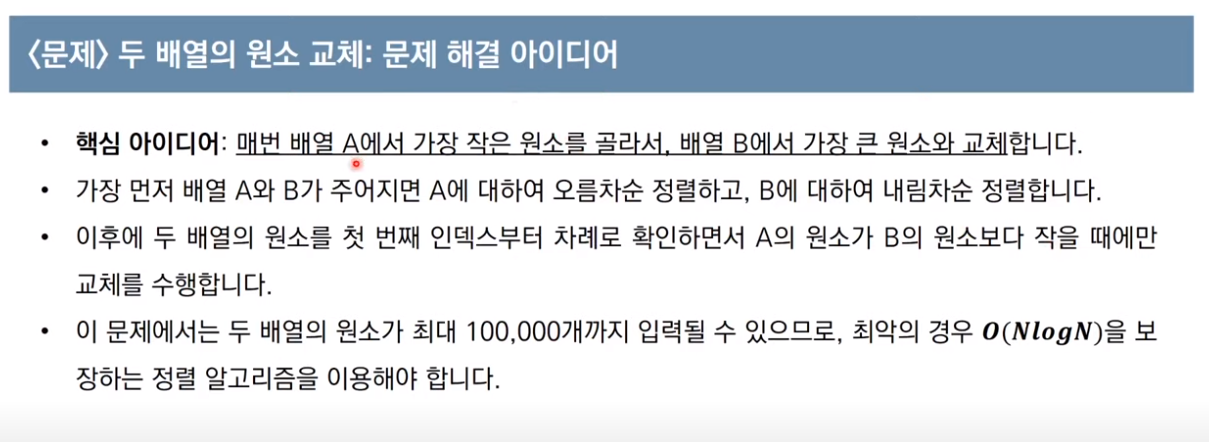 〈문제〉 두 배열의 원소 교체: 문제 해결 아이디어
• 핵심 아이디어: 매번 배열 A에서 가장 작은 원소를 골라서, 배열 B에서 가장 큰 원소와 교체합니다.
• 가장 먼저 배열 A와 B가 주어지면 A에 대하여 오름차순 정렬하고, B에 대하여 내림차순 정렬합니다.
• 이후에 두 배열의 원소를 첫 번째 인덱스부터 차례로 확인하면서 A의 원소가 B의 원소보다 작을 때에만
교체를 수행합니다.
• 이 문제에서는 두 배열의 원소가 최대 100,000개까지 입력될 수 있으므로, 최악의 경우 O(NlogN)을 보
장하는 정렬 알고리즘을 이용해야 합니다.